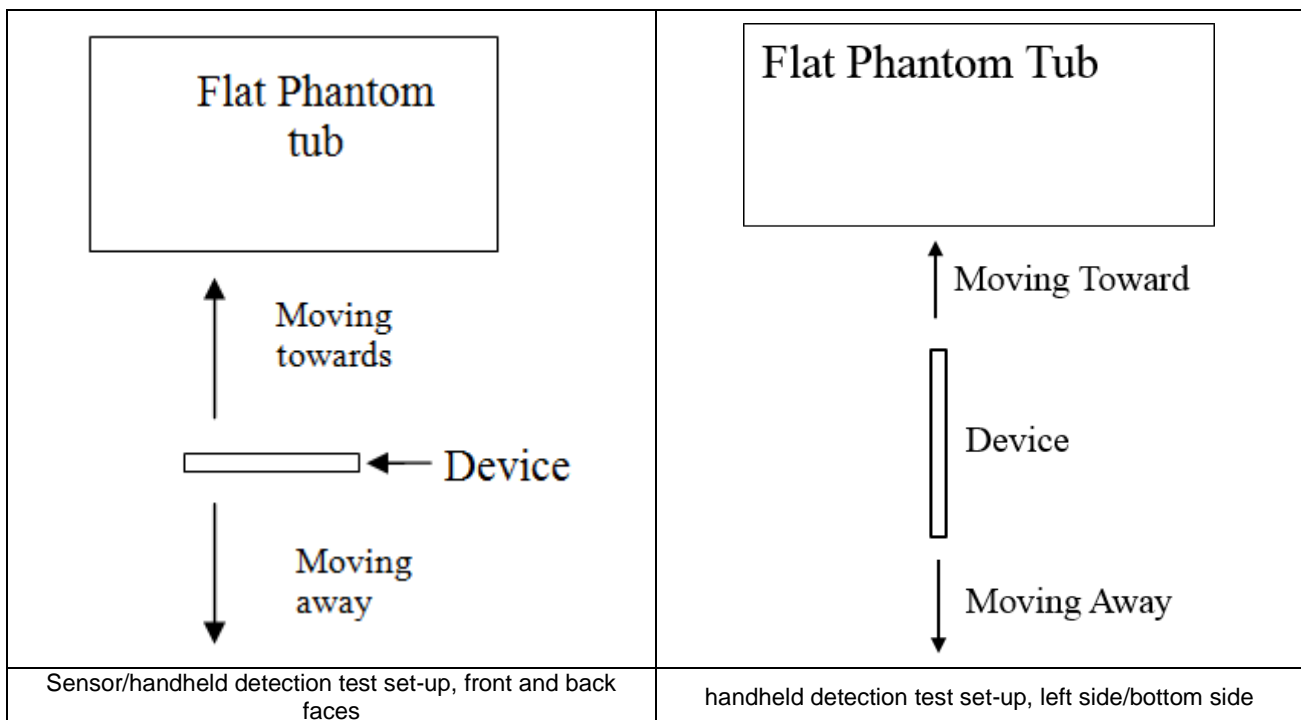 Flat Phantom
tub
Moving
towards
Device
Moving
away
Sensor/handheld detection test set-up, front and back
faces
Flat Phantom Tub
Moving Toward
Device
Moving Away
handheld detection test set-up, left side/bottom side